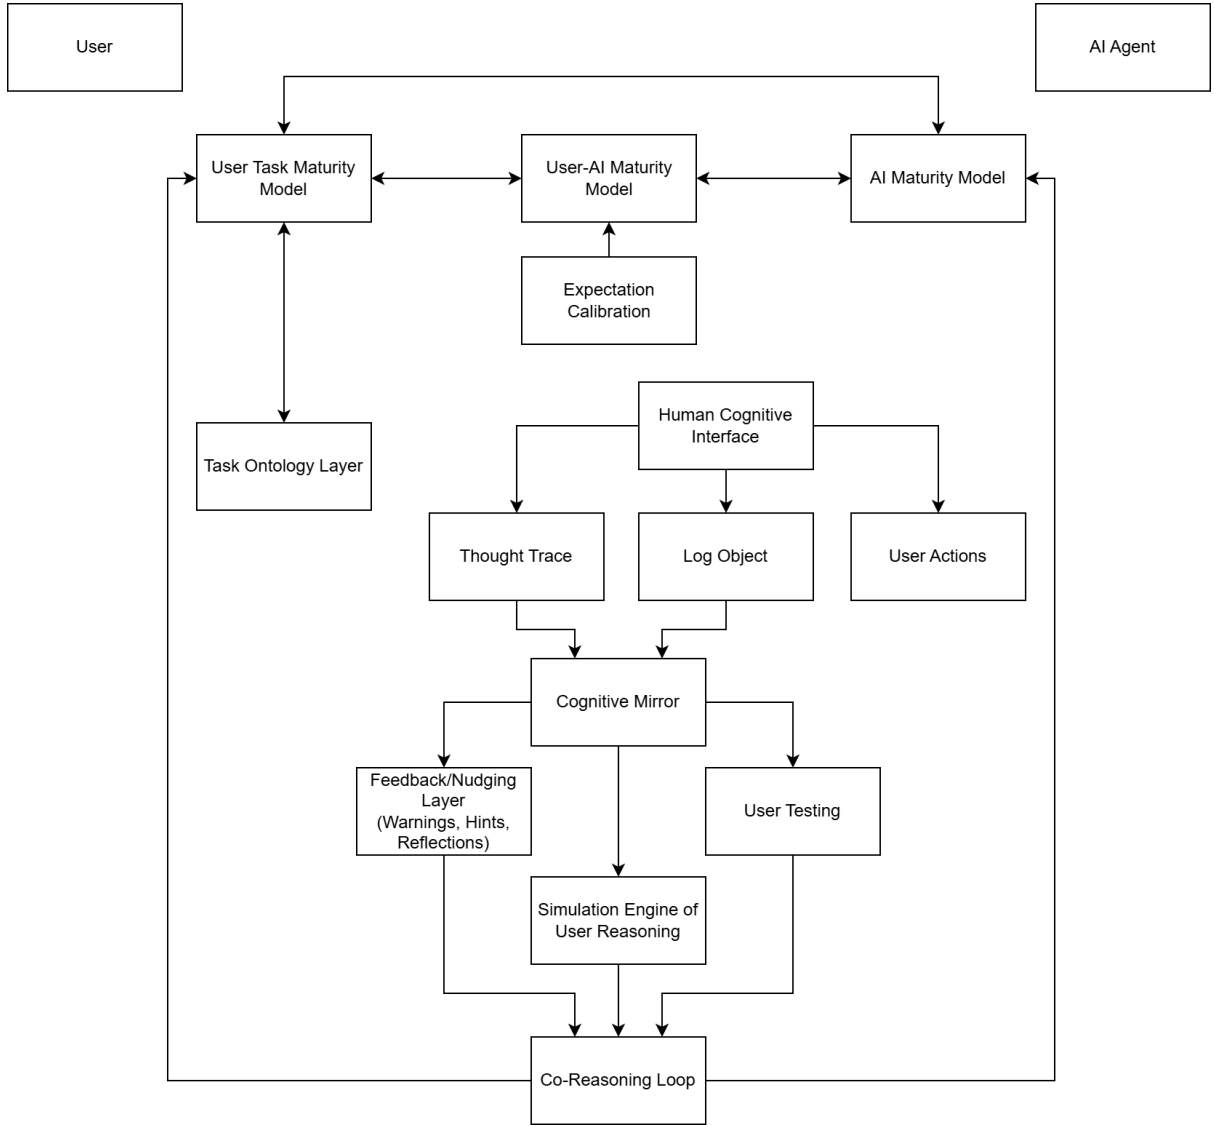 User
AI Agent
User Task Maturity
Model
User-AI Maturity
Model
AI Maturity Model
Expectation
Calibration
Human Cognitive
Interface
Task Ontology Layer
Thought Trace
Log Object
User Actions
Cognitive Mirror
Feedback/Nudging
Layer
(Warnings, Hints,
Reflections)
User Testing
Simulation Engine of
User Reasoning
Co-Reasoning Loop